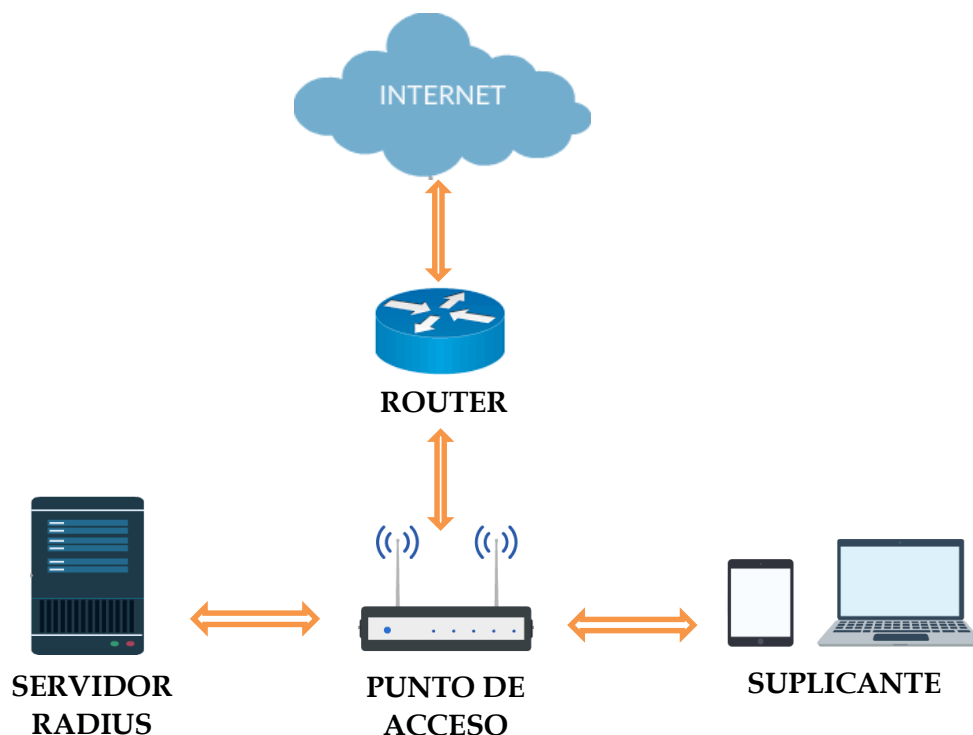 INTERNET
ROUTER
SERVIDOR
RADIUS
PUNTO DE
ACCESO
SUPLICANTE